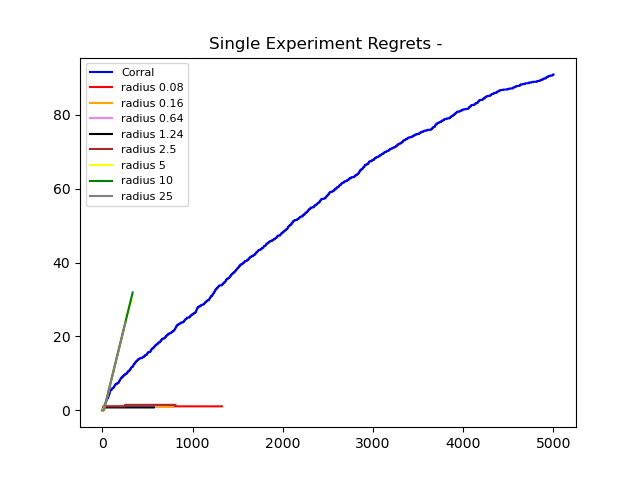 Single Experiment Regrets -
Corral
radius 0.08
radius 0.16
radius 0.64
radius 1.24
radius 2.5
radius 5
radius 10
radius 25
80
60
40
20
0
0 1000 2000 3000 4000 5000